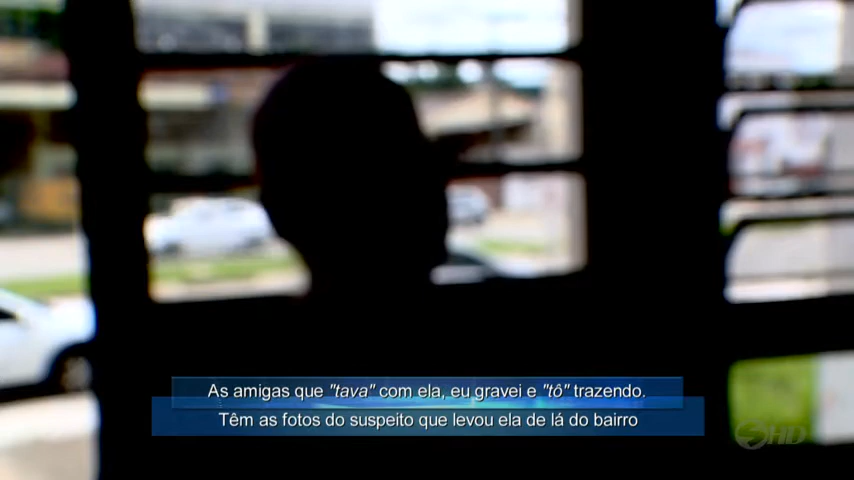 As amigas que "tava" com ela, eu gravei e "tô" trazendo.
Têm as fotos do suspeito que levou ela de lá do bairro
HD